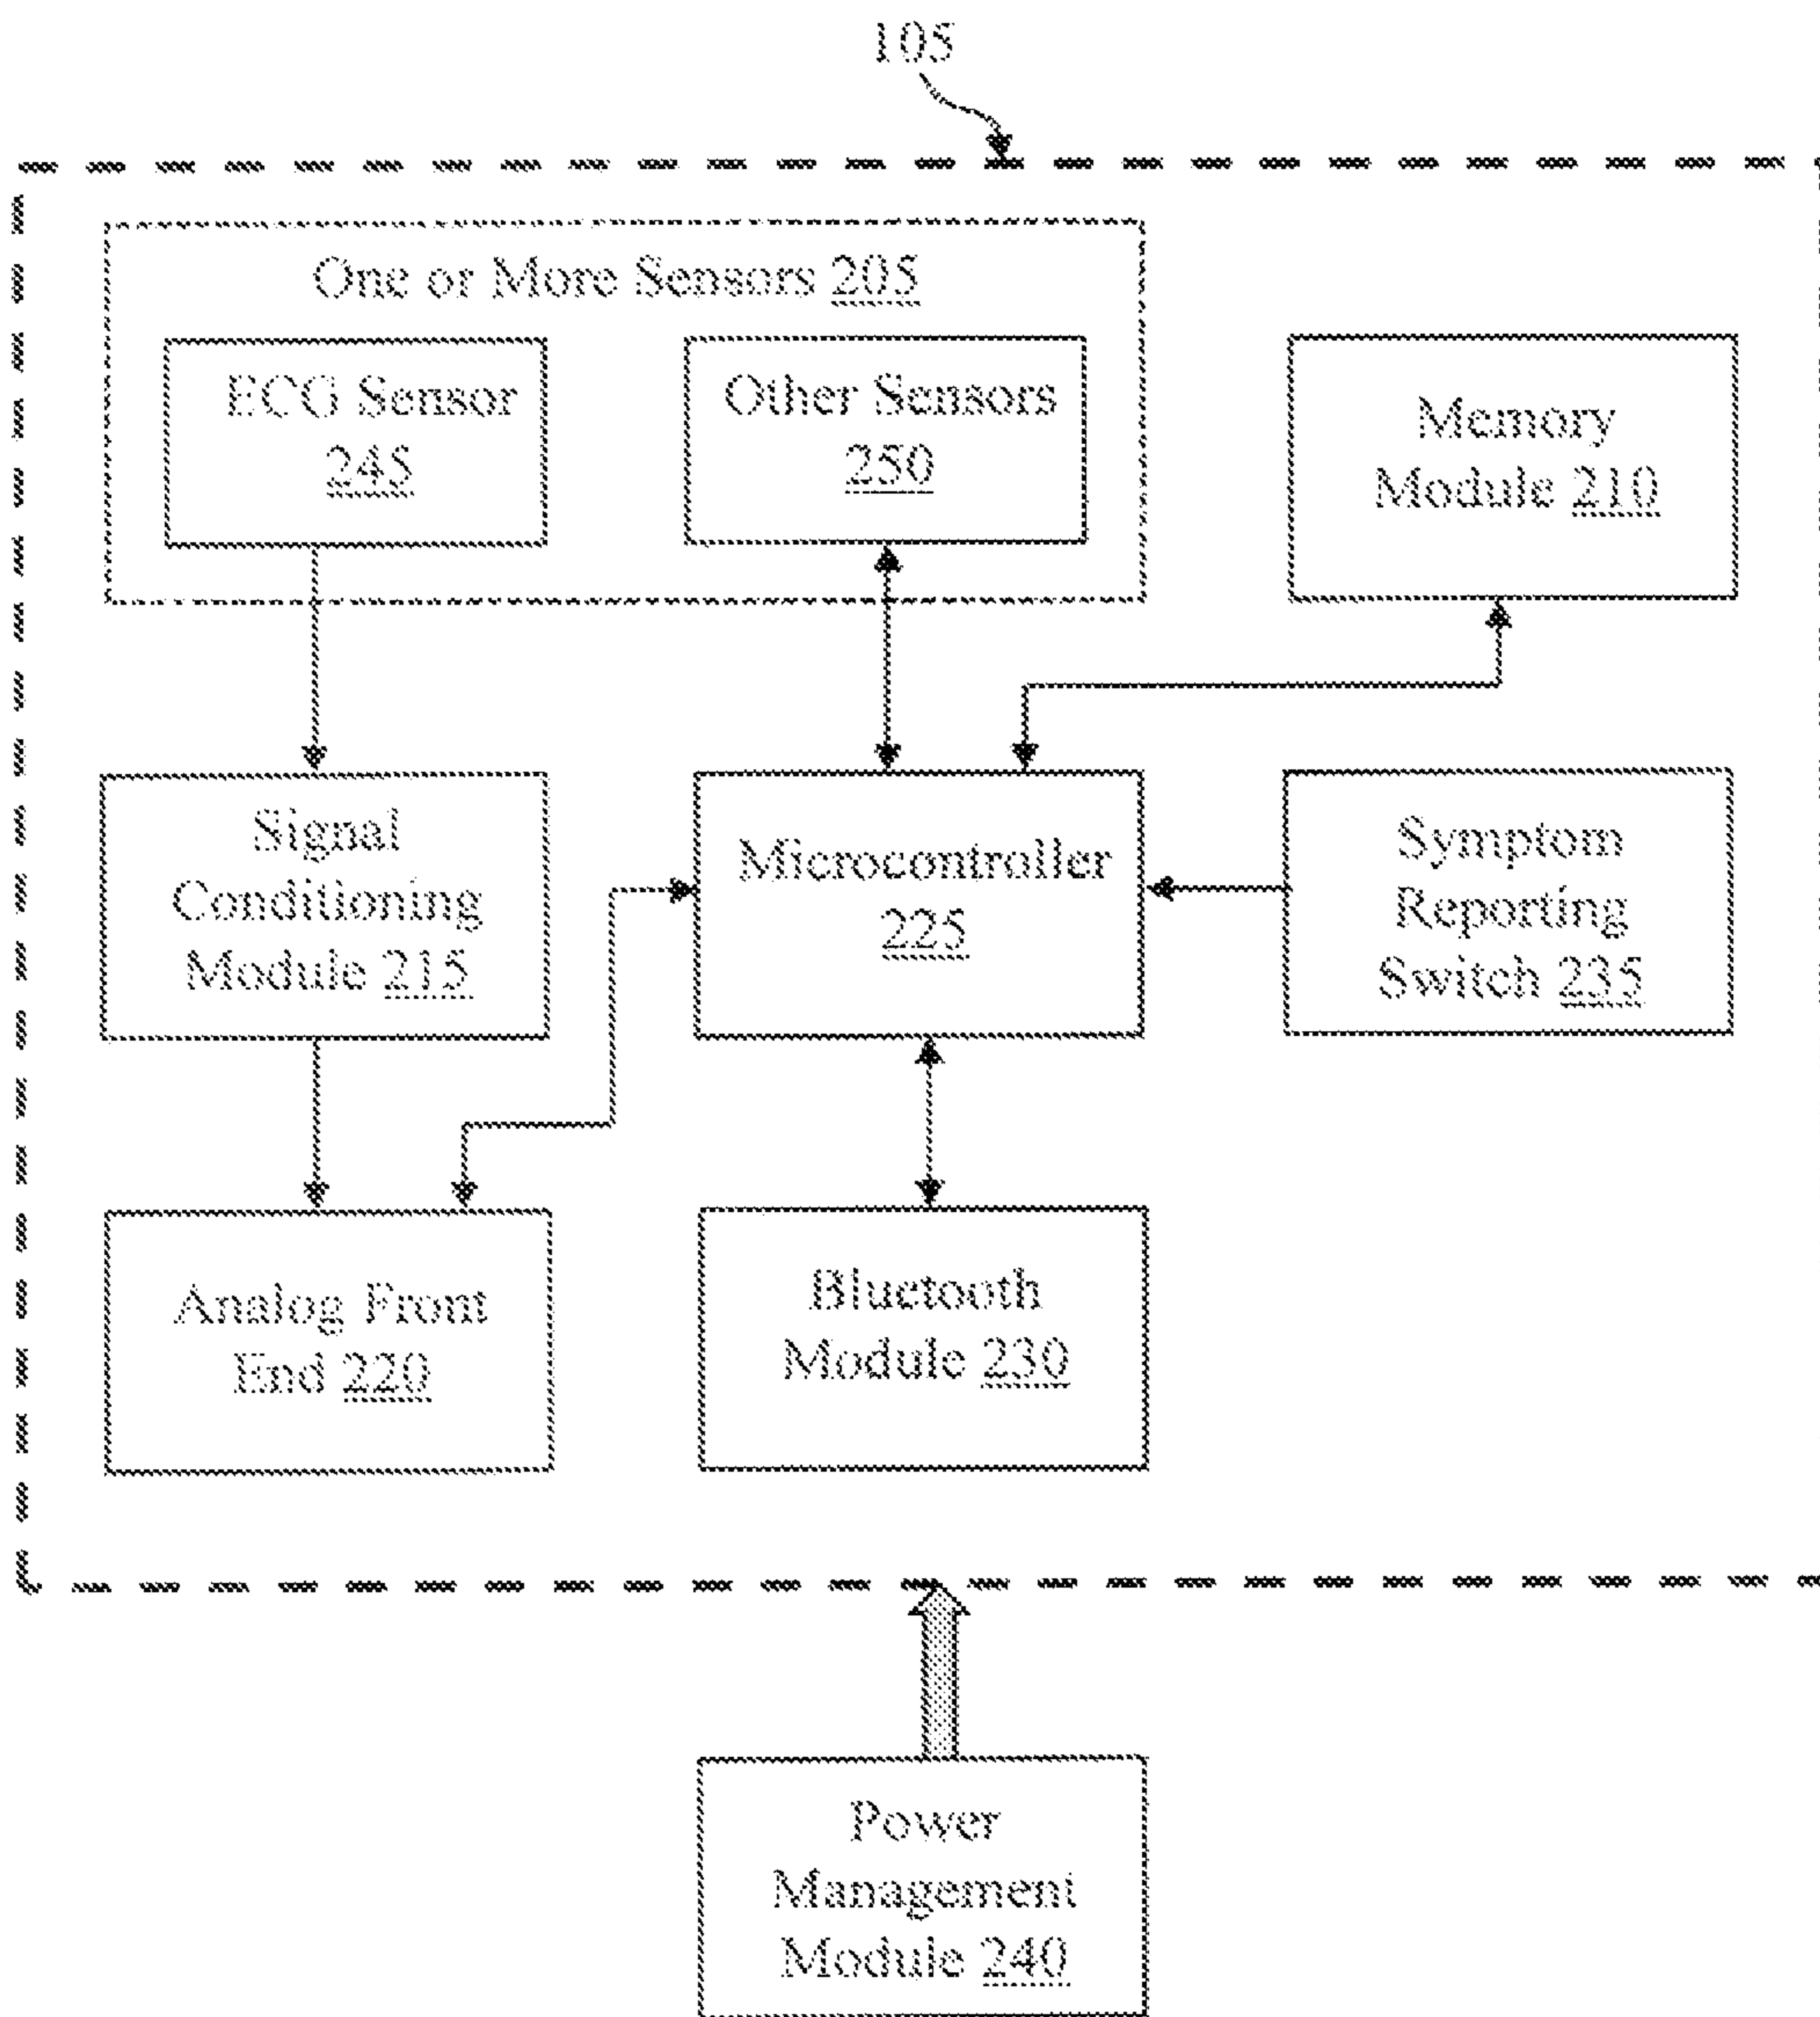 105
One or More Sensors 205
ECG Sensor
245
Other Sensors
250
Memory
Module 210
Signal
Conditioning
Module 215
Microcontroller
225
Symptom
Reporting
Switch 235
Analog Front
End 220
Bluetooth
Module 230
Power
Management
Module 240